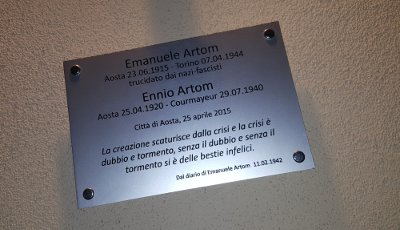 Emanuele Artom
Aosta 23.06.1915 - Torino 07.04.1944
trucidato dai nazi-fascisti
Ennio Artom
Aosta 25.04.1920 - Courmayeur 29.07.1940
Città di Aosta, 25 aprile 2015
La creazione scaturisce dalla crisi e la crisi è
dubbio e tormento, senza il dubbio e senza il
tormento si è delle bestie infelici.
Dal diario di Emanuele Artom 11.02.1942